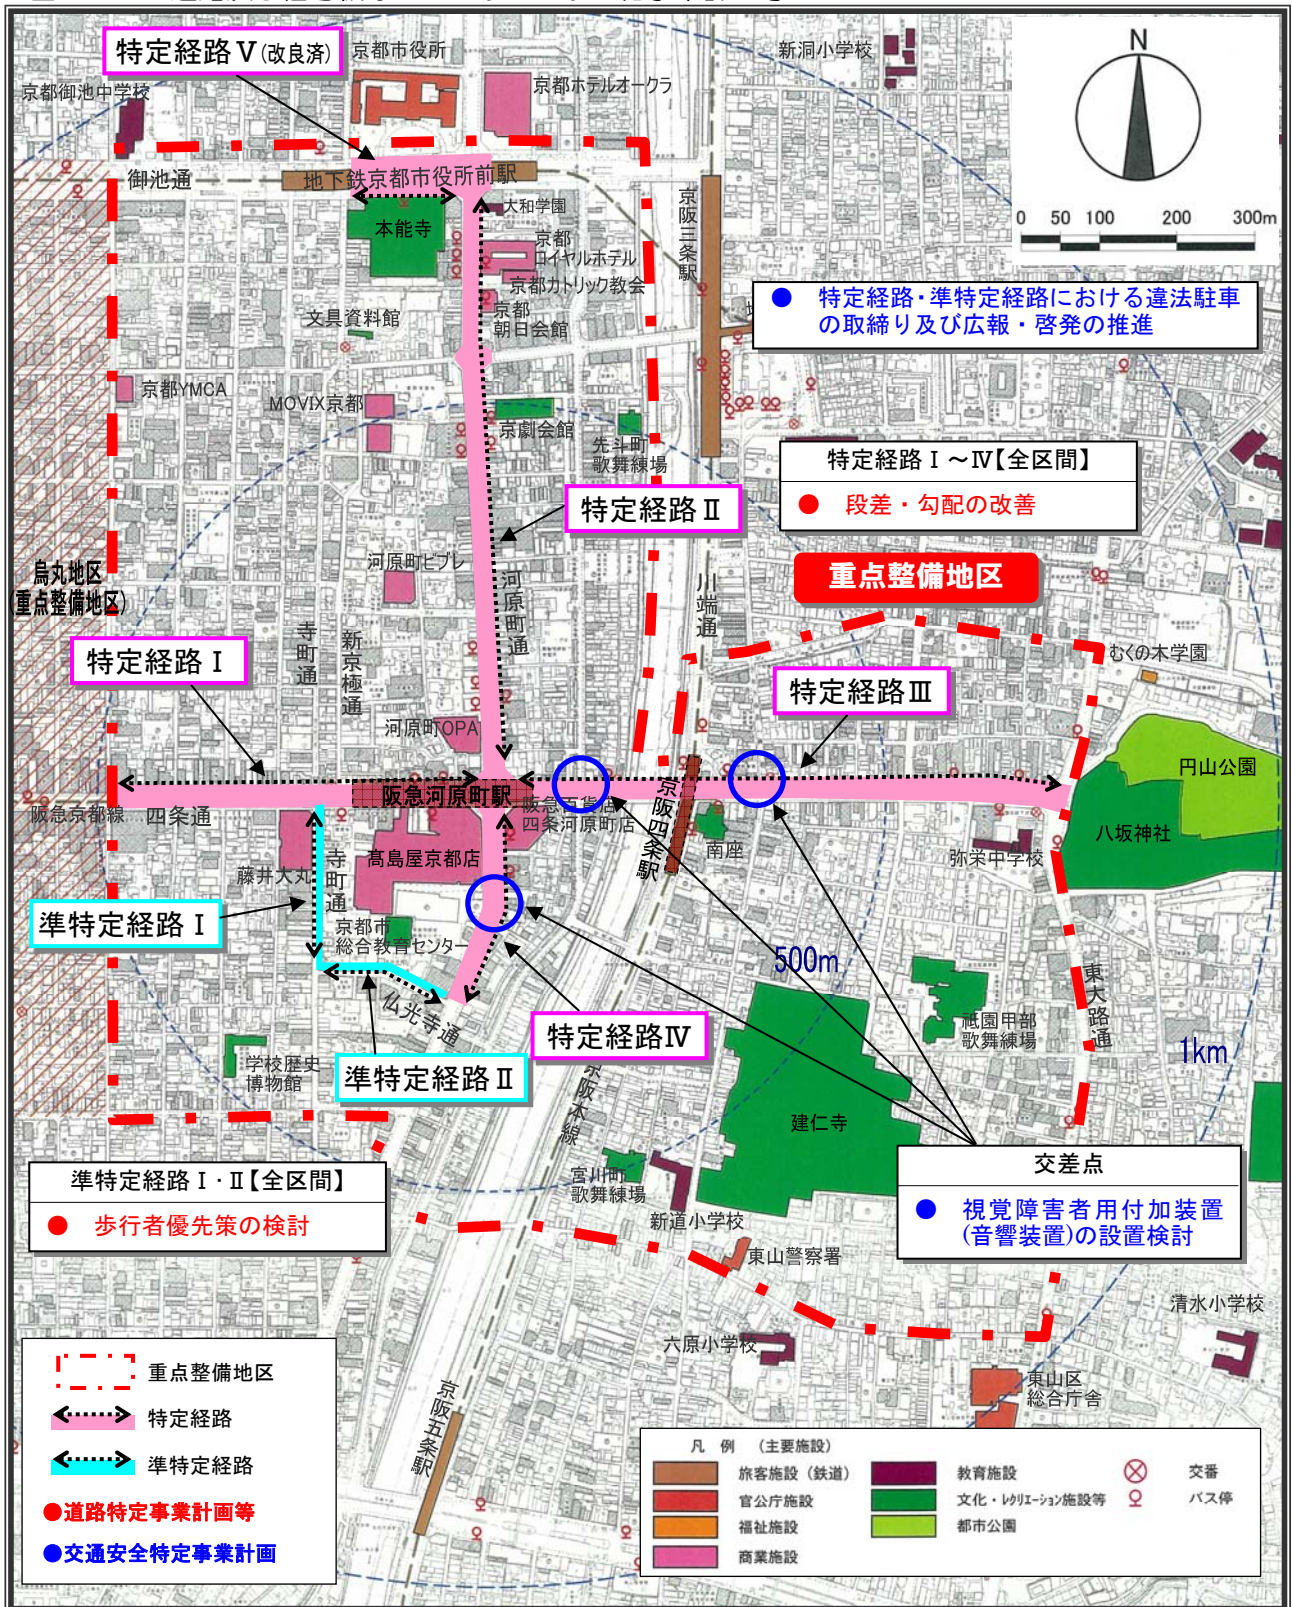 特定経路Ⅴ(改良済)
京都市役所
新洞小学校
N
京都御池中学校
京都ホテルオークラ
御池通
地下鉄京都市役所前駅
京阪三条駅
0 50 100 200 300m
本能寺
大和学園
京都
ロイヤルホテル
京都カトリック教会
京都
朝日会館
文具資料館
● 特定経路・準特定経路における違法駐車
の取締り及び広報・啓発の推進
京都YMCA
MOVIX京都
京劇会館
先斗町
歌舞練場
特定経路Ⅰ～Ⅳ【全区間】
● 段差・勾配の改善
特定経路Ⅱ
重点整備地区
烏丸地区
(重点整備地区)
河原町ビブレ
河原町通
川端通
寺町通
新京極通
特定経路Ⅰ
むくの木学園
特定経路Ⅲ
河原町OPA
円山公園
阪急京都線
四条通
阪急河原町駅
阪急百貨店
四条河原町店
京阪四条駅
南座
八坂神社
弥栄中学校
藤井大丸
寺町通
髙島屋京都店
準特定経路Ⅰ
京都市
総合教育センター
500m
東大路通
仏光寺通
特定経路Ⅳ
祇園甲部
歌舞練場
1km
学校歴史
博物館
準特定経路Ⅱ
京阪本線
建仁寺
準特定経路Ⅰ・Ⅱ【全区間】
● 歩行者優先策の検討
宮川町
歌舞練場
新道小学校
交差点
● 視覚障害者用付加装置
(音響装置)の設置検討
東山警察署
清水小学校
六原小学校
東山区
総合庁舎
京阪五条駅
重点整備地区
特定経路
準特定経路
●道路特定事業計画等
●交通安全特定事業計画
凡 例 (主要施設)
旅客施設(鉄道)
教育施設
交番
官公庁施設
文化・レクリエーション施設等
バス停
福祉施設
都市公園
商業施設